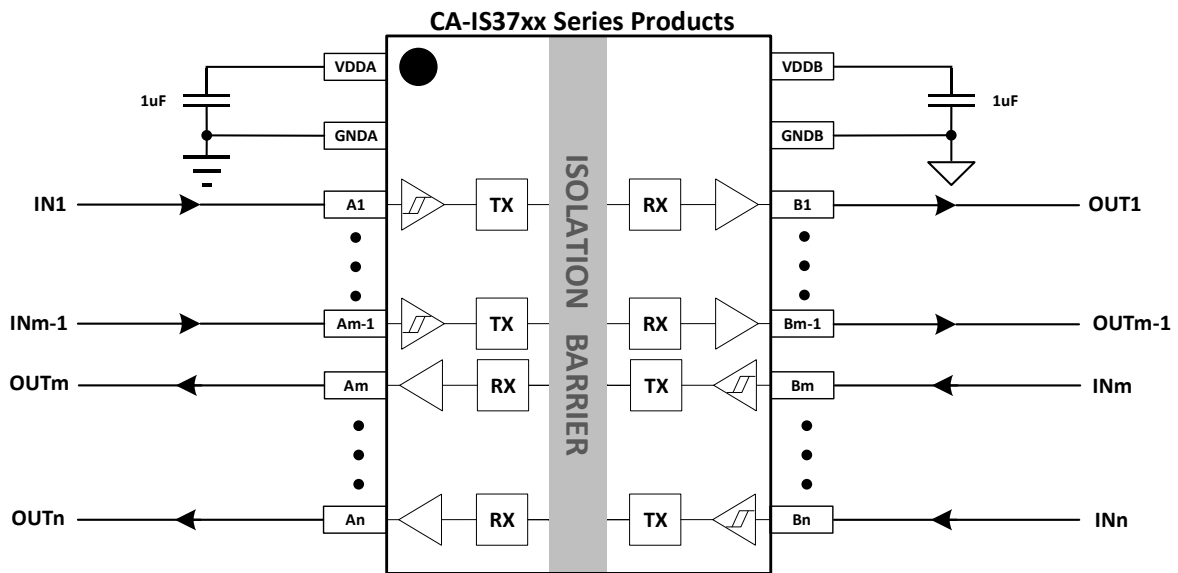 CA-IS37xx Series Products
VDDA
VDDB
1uF
1uF
GNDA
GNDB
ISOLATION BARRIER
IN1
A1
TX
RX
B1
OUT1
INm-1
Am-1
TX
RX
Bm-1
OUTm-1
OUTm
Am
RX
TX
Bm
INm
OUTn
An
RX
TX
Bn
INn